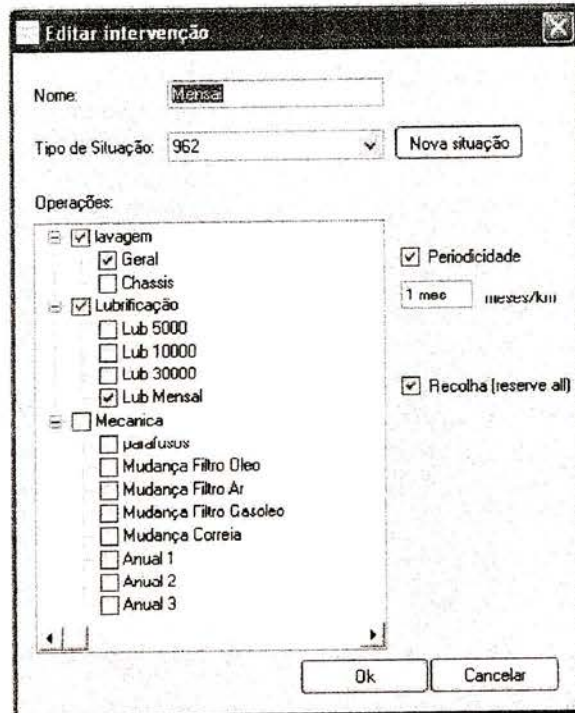 Editar intervenção
Nome: Mensal
Tipo de Situação: 962 Nova situação
Operações:
lavagem
Geral
Chassis
Lubrificação
Lub 5000
Lub 10000
Lub 30000
Lub Mensal
Mecanica
parafusos
Mudança Filtro Oleo
Mudança Filtro Ar
Mudança Filtro Gasoleo
Mudança Correia
Anual 1
Anual 2
Anual 3
Periodicidade
1 mes meses/km
Recolha (reserve all)
Ok Cancelar